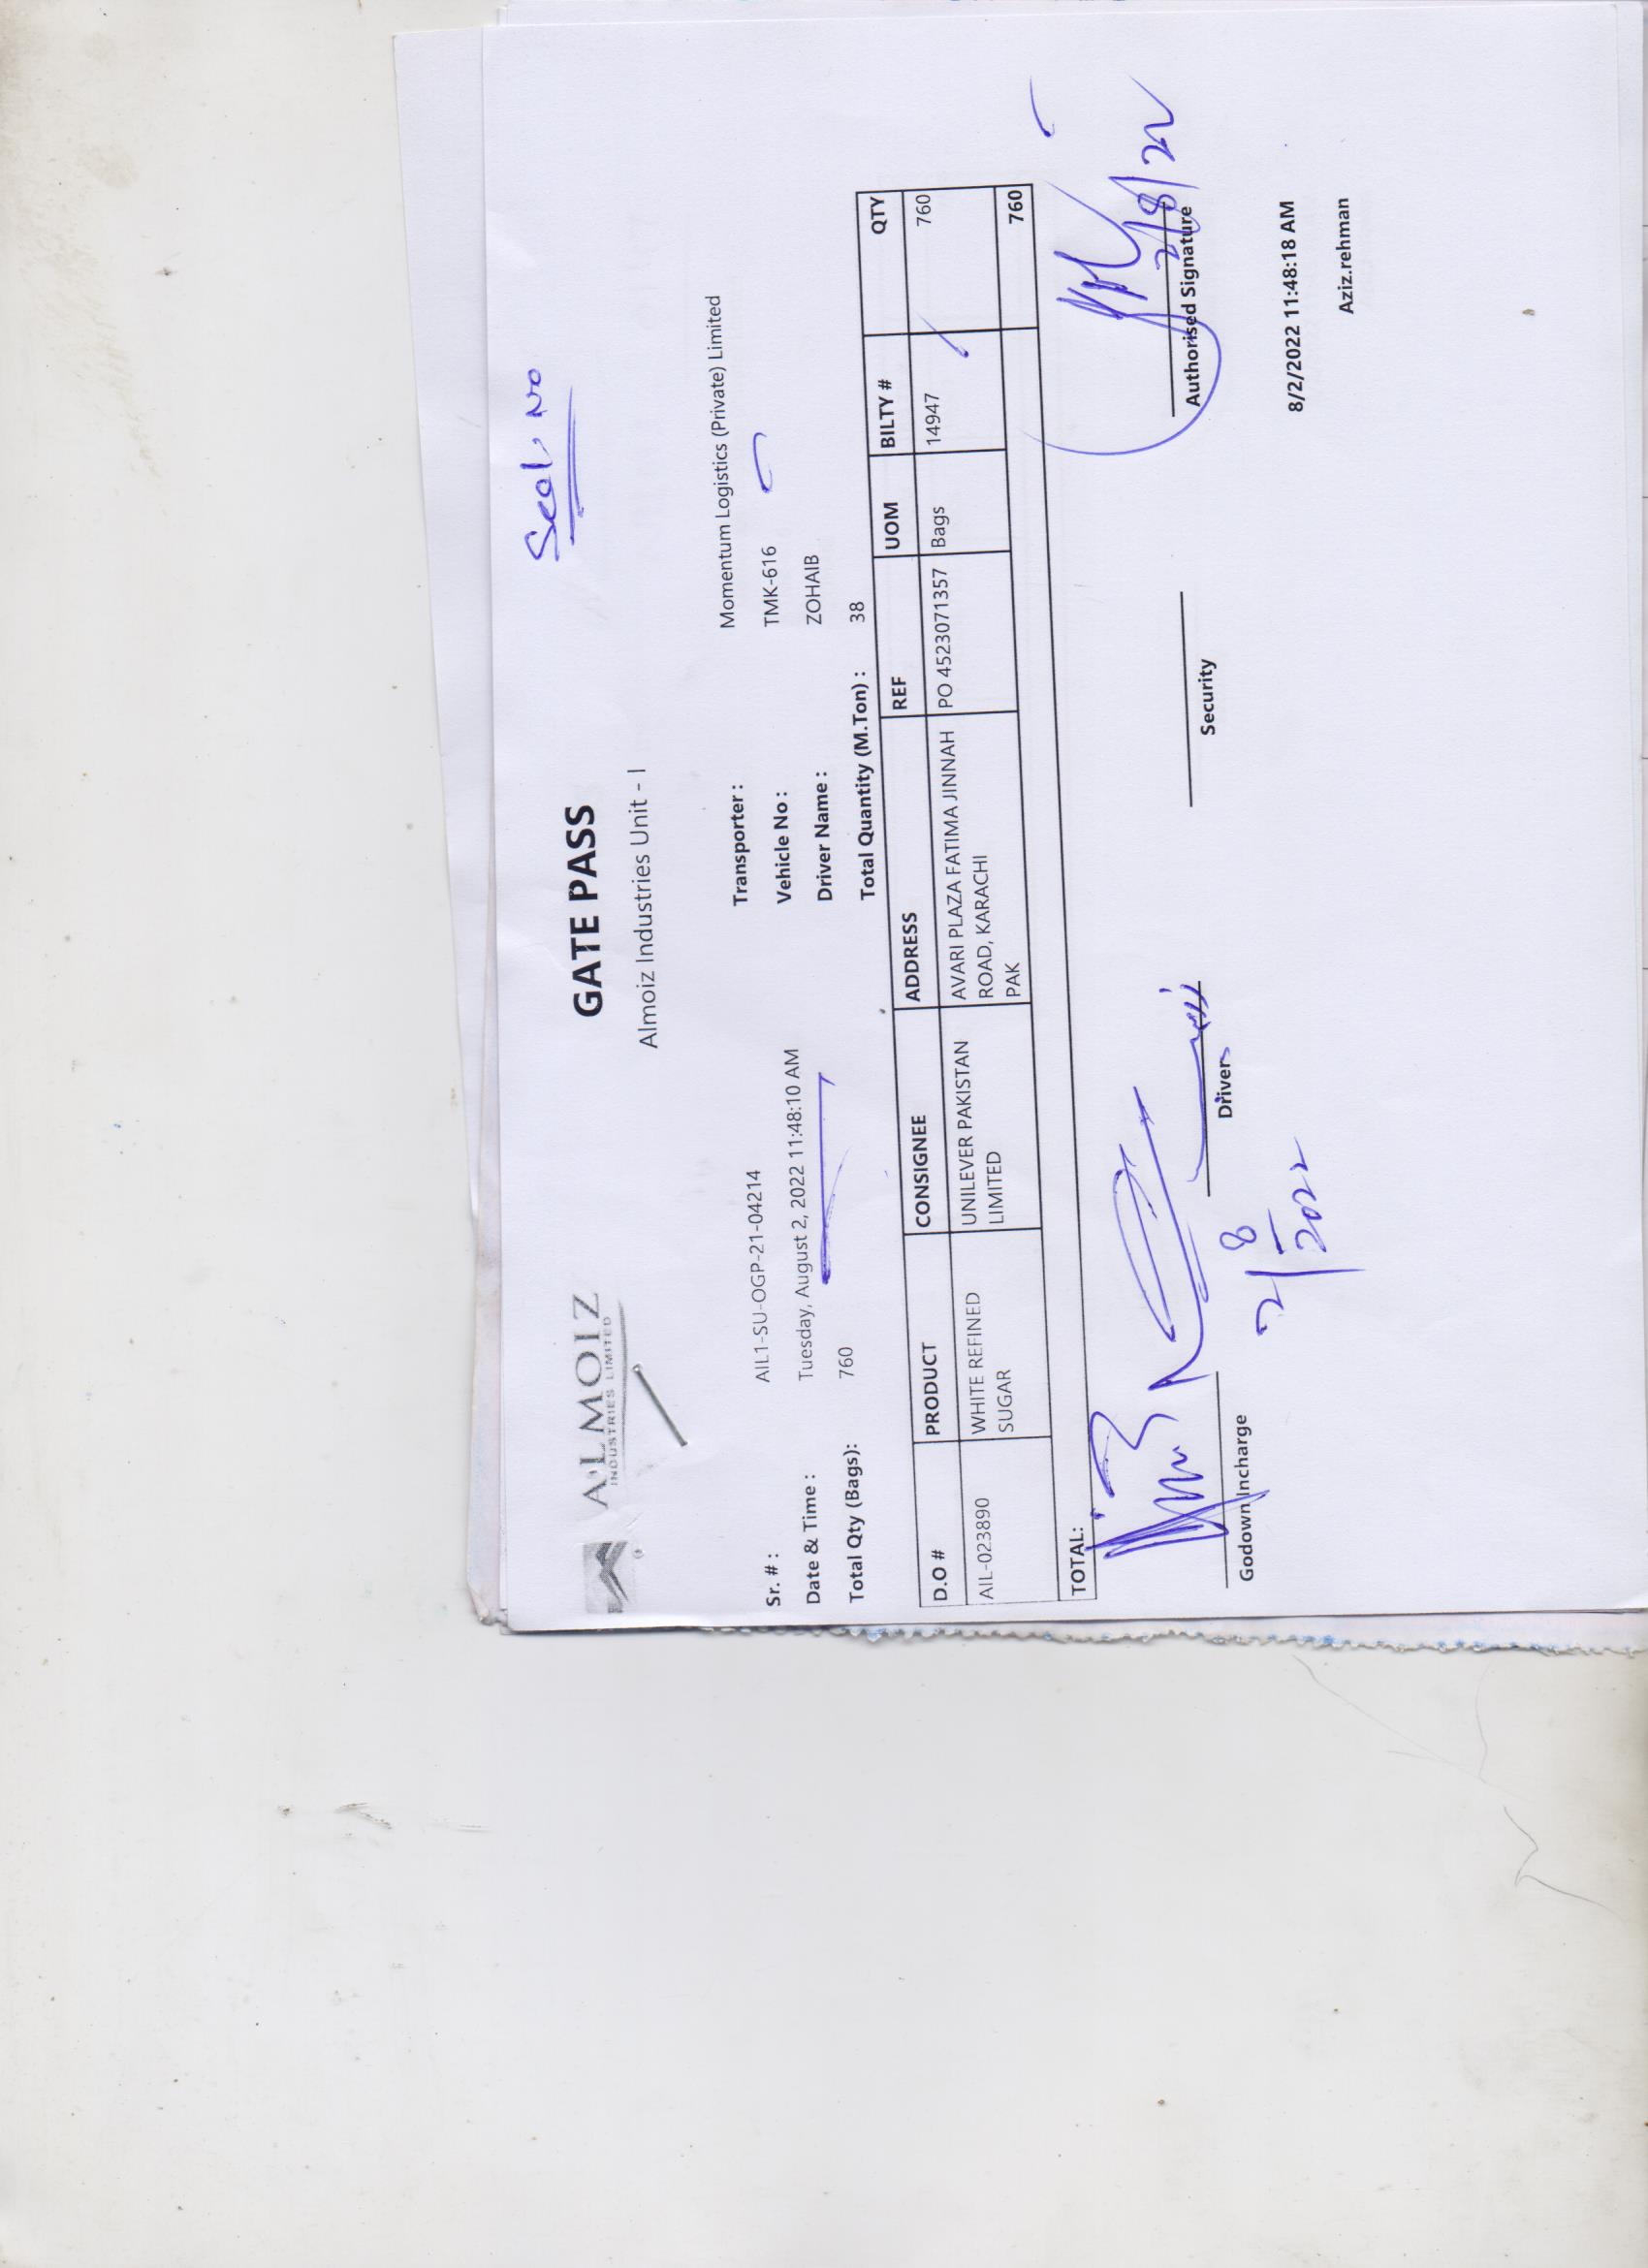 Seal No
ALMOIZ
INDUSTRIES LIMITED
GATE PASS
Almoiz Industries Unit - I
Sr. # : AIL1-SU-OGP-21-04214 Transporter : Momentum Logistics (Private) Limited
Date & Time : Tuesday, August 2, 2022 11:48:10 AM Vehicle No : TMK-616
Total Qty (Bags): 760 Driver Name : ZOHAIB
Total Quantity (M.Ton) : 38
D.O # PRODUCT CONSIGNEE ADDRESS REF UOM BILTY # QTY
AIL-023890 WHITE REFINED UNILEVER PAKISTAN AVARI PLAZA FATIMA JINNAH PO 4523071357 Bags 14947 760
SUGAR LIMITED ROAD, KARACHI
PAK
TOTAL: 760
2/8/22
Godown Incharge Driver Security Authorised Signature
2/8
2022
8/2/2022 11:48:18 AM
Aziz.rehman